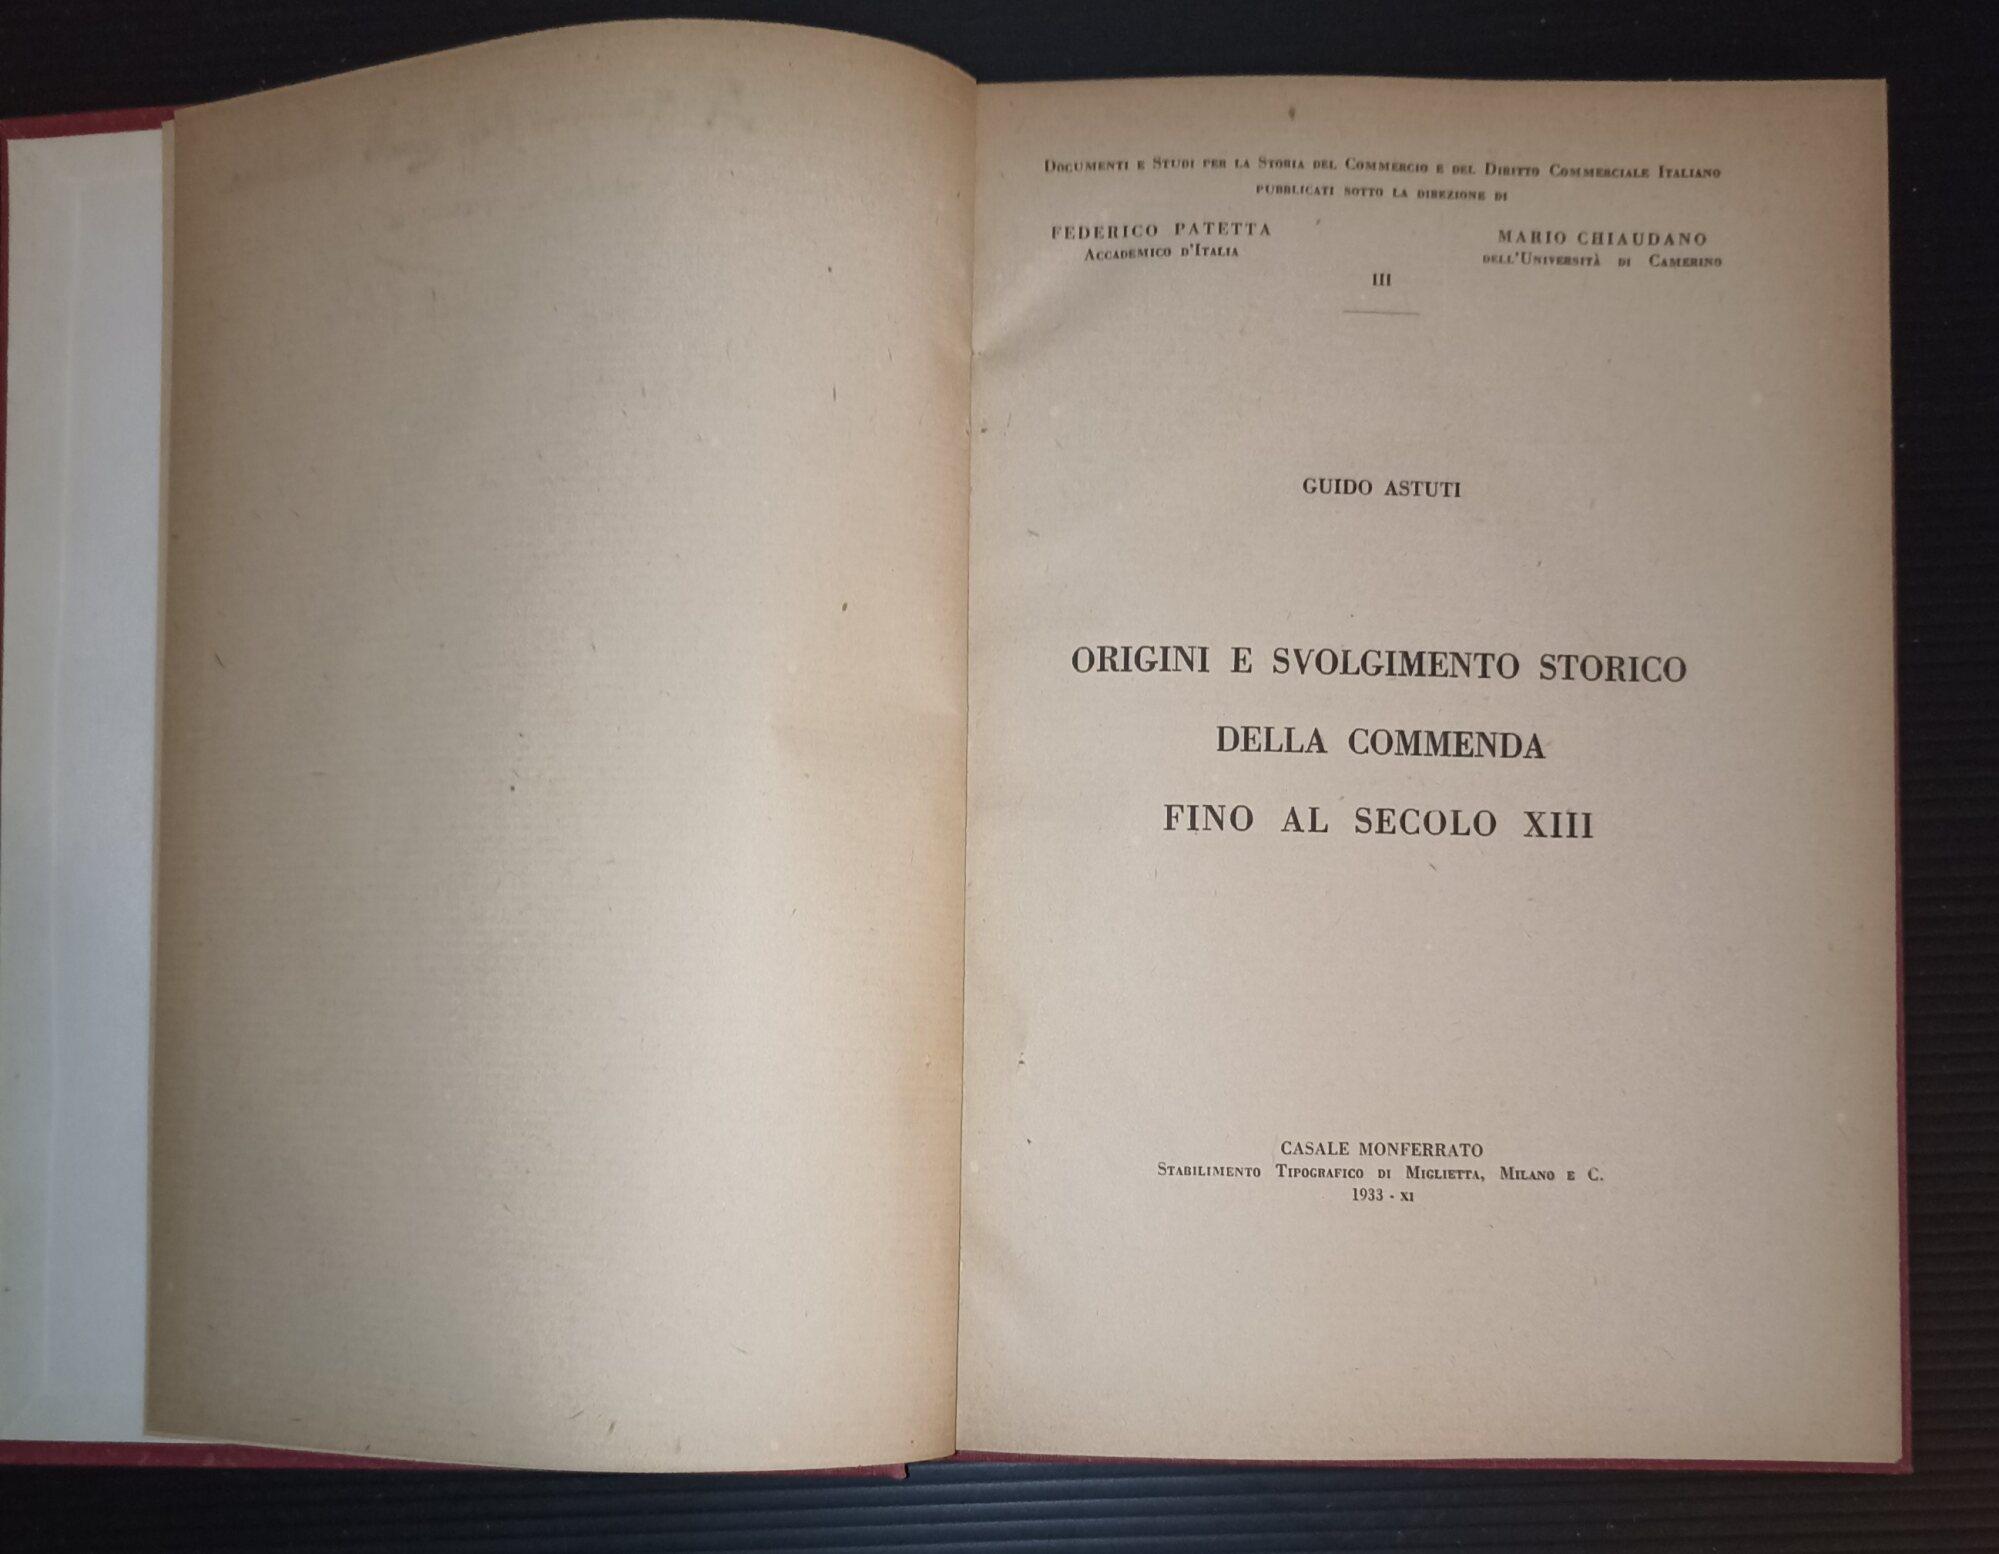 Documenti e Studi per la Storia del Commercio e del Diritto Commerciale Italiano
pubblicati sotto la direzione di
FEDERICO PATETTA
Accademico d'Italia
MARIO CHIAUDANO
dell'Università di Camerino
III
GUIDO ASTUTI
ORIGINI E SVOLGIMENTO STORICO
DELLA COMMENDA
FINO AL SECOLO XIII
CASALE MONFERRATO
Stabilimento Tipografico di Miglietta, Milano e C.
1933 - XI